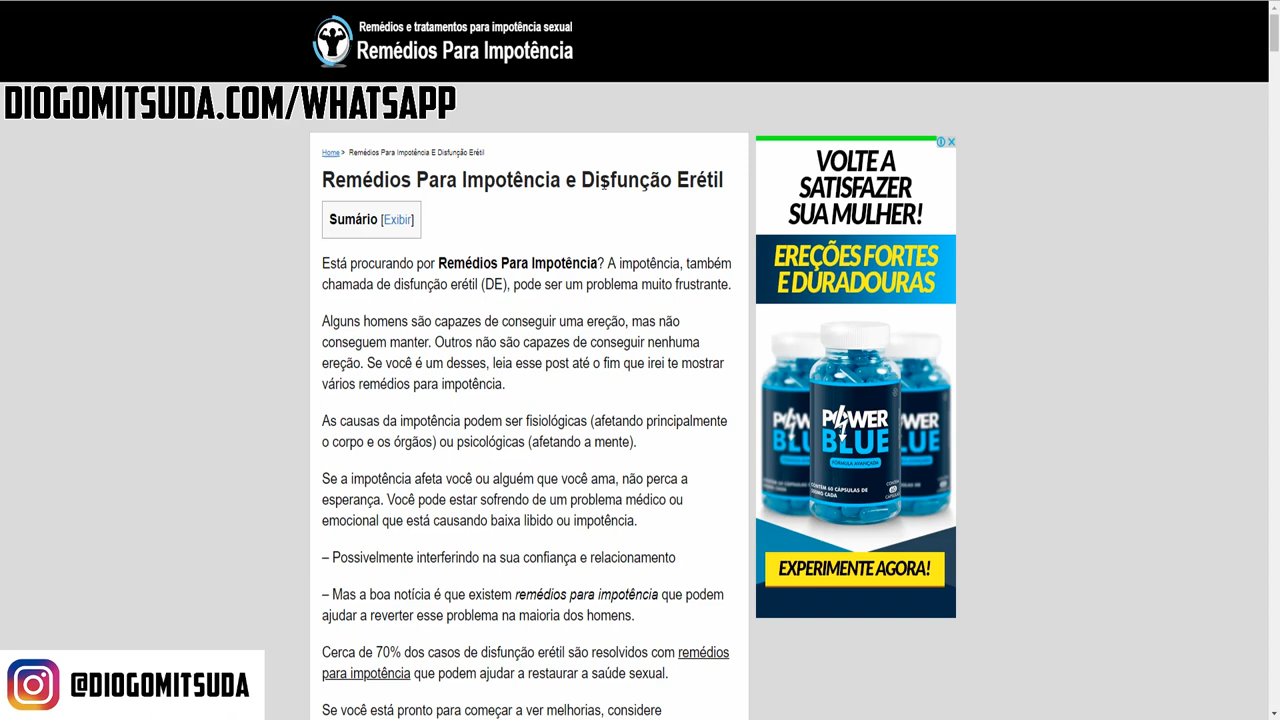 Remédios e tratamentos para impotência sexual
Remédios Para Impotência
DIOGOMITSUDA.COM/WHATSAPP
Home > Remédios Para Impotência E Disfunção Erétil
Remédios Para Impotência e Disfunção Erétil
Sumário [Exibir]
Está procurando por Remédios Para Impotência? A impotência, também
chamada de disfunção erétil (DE), pode ser um problema muito frustrante.
Alguns homens são capazes de conseguir uma ereção, mas não
conseguem manter. Outros não são capazes de conseguir nenhuma
ereção. Se você é um desses, leia esse post até o fim que irei te mostrar
vários remédios para impotência.
As causas da impotência podem ser fisiológicas (afetando principalmente
o corpo e os órgãos) ou psicológicas (afetando a mente).
Se a impotência afeta você ou alguém que você ama, não perca a
esperança. Você pode estar sofrendo de um problema médico ou
emocional que está causando baixa libido ou impotência.
– Possivelmente interferindo na sua confiança e relacionamento
– Mas a boa notícia é que existem remédios para impotência que podem
ajudar a reverter esse problema na maioria dos homens.
Cerca de 70% dos casos de disfunção erétil são resolvidos com remédios
para impotência que podem ajudar a restaurar a saúde sexual.
Se você está pronto para começar a ver melhorias, considere
VOLTE A
SATISFAZER
SUA MULHER!
EREÇÕES FORTES
E DURADOURAS
POWER
BLUE
FÓRMULA AVANÇADA
CONTÉM 60 CÁPSULAS DE
CADA
EXPERIMENTE AGORA!
@DIOGOMITSUDA